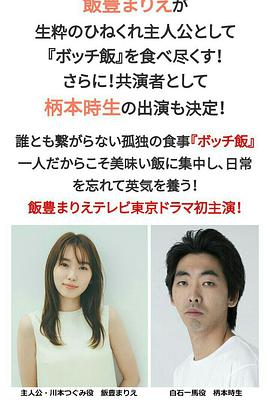 飯豊まりえが
生粋のひねくれ主人公として
『ボッチ飯』を食べ尽くす！
さらに！共演者として
柄本時生の出演も決定！
誰とも繋がらない孤独の食事『ボッチ飯』
一人だからこそ美味い飯に集中し、日常
を忘れて英気を養う！
飯豊まりえテレビ東京ドラマ初主演！
主人公・川本つぐみ役　飯豊まりえ
白石一馬役　柄本時生